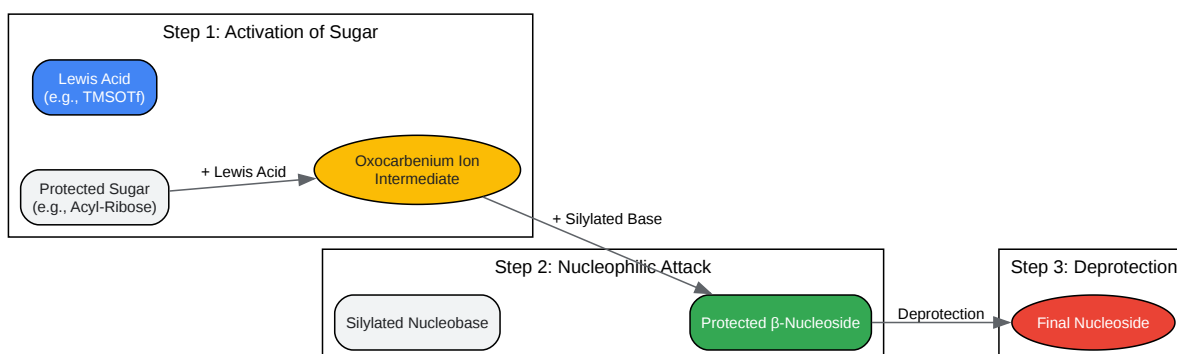 Step 1: Activation of Sugar
Lewis Acid
(e.g., TMSOTf)
Protected Sugar
(e.g., Acyl-Ribose)
+ Lewis Acid
Oxocarbenium Ion
Intermediate
+ Silylated Base
Step 2: Nucleophilic Attack
Silylated Nucleobase
Protected β-Nucleoside
Deprotection
Step 3: Deprotection
Final Nucleoside